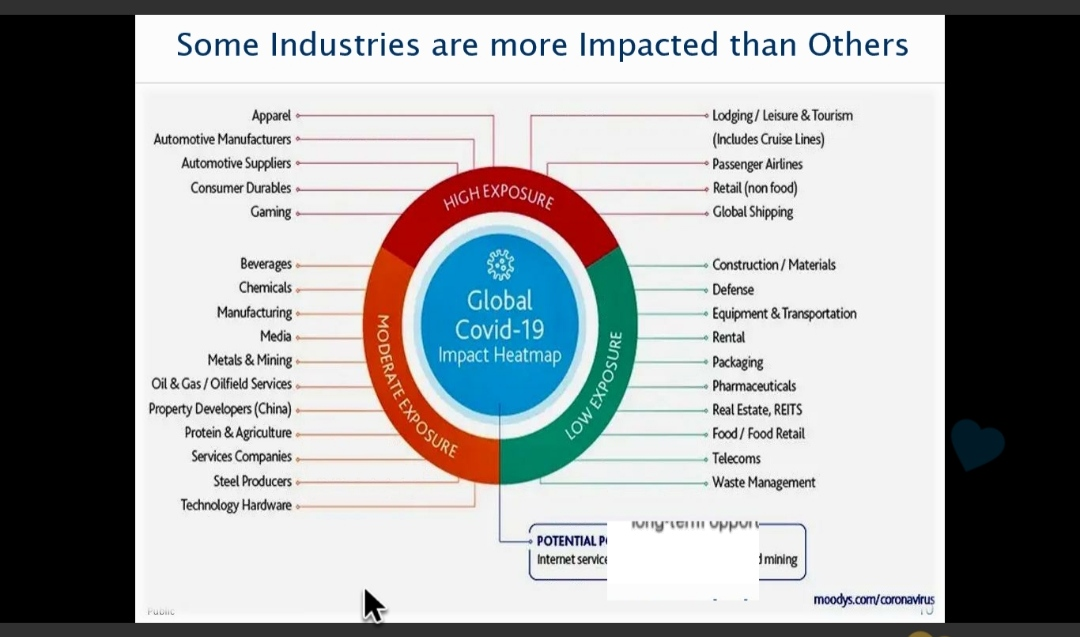 Some Industries are more Impacted than Others
Apparel
Automotive Manufacturers
Automotive Suppliers
Consumer Durables
Gaming
Lodging / Leisure & Tourism
(Includes Cruise Lines)
Passenger Airlines
Retail (non food)
Global Shipping
HIGH EXPOSURE
Global
Covid-19
Impact Heatmap
Beverages
Chemicals
Manufacturing
Media
Metals & Mining
Oil & Gas / Oilfield Services
Property Developers (China)
Protein & Agriculture
Services Companies
Steel Producers
Technology Hardware
MODERATE EXPOSURE
Construction / Materials
Defense
Equipment & Transportation
Rental
Packaging
Pharmaceuticals
Real Estate, REITS
Food / Food Retail
Telecoms
Waste Management
LOW EXPOSURE
long-term
POTENTIAL
Internet
mining
moodys.com/coronavirus
Public